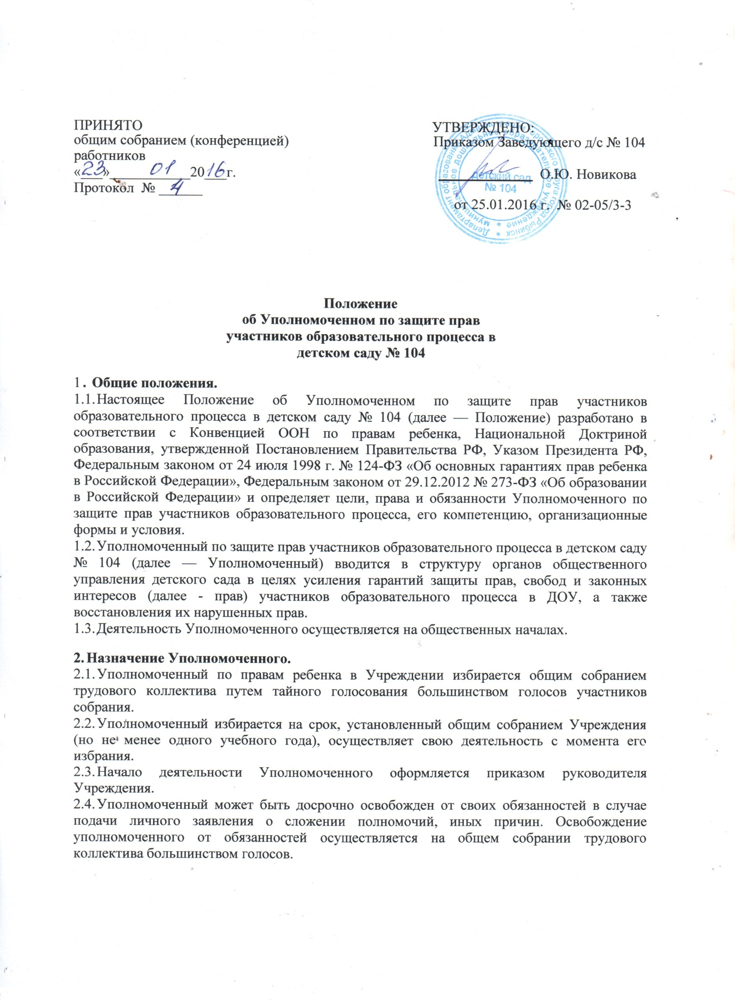 ПРИНЯТО
общим собранием (конференцией)
работников
«23» 01 2016 г.
Протокол № 4
УТВЕРЖДЕНО:
Приказом Заведующего д/с № 104
О.Ю. Новикова
от 25.01.2016 г. № 02-05/3-3
Департамент образования Администрации городского округа город Рыбинск *
муниципальное дошкольное образовательное учреждение *
детский сад
№ 104
Положение
об Уполномоченном по защите прав
участников образовательного процесса в
детском саду № 104
1. Общие положения.
1.1.Настоящее Положение об Уполномоченном по защите прав участников
образовательного процесса в детском саду № 104 (далее — Положение) разработано в
соответствии с Конвенцией ООН по правам ребенка, Национальной Доктриной
образования, утвержденной Постановлением Правительства РФ, Указом Президента РФ,
Федеральным законом от 24 июля 1998 г. № 124-ФЗ «Об основных гарантиях прав ребенка
в Российской Федерации», Федеральным законом от 29.12.2012 № 273-ФЗ «Об образовании
в Российской Федерации» и определяет цели, права и обязанности Уполномоченного по
защите прав участников образовательного процесса, его компетенцию, организационные
формы и условия.
1.2.Уполномоченный по защите прав участников образовательного процесса в детском саду
№ 104 (далее — Уполномоченный) вводится в структуру органов общественного
управления детского сада в целях усиления гарантий защиты прав, свобод и законных
интересов (далее - прав) участников образовательного процесса в ДОУ, а также
восстановления их нарушенных прав.
1.3.Деятельность Уполномоченного осуществляется на общественных началах.
2.Назначение Уполномоченного.
2.1.Уполномоченный по правам ребенка в Учреждении избирается общим собранием
трудового коллектива путем тайного голосования большинством голосов участников
собрания.
2.2.Уполномоченный избирается на срок, установленный общим собранием Учреждения
(но не менее одного учебного года), осуществляет свою деятельность с момента его
избрания.
2.3.Начало деятельности Уполномоченного оформляется приказом руководителя
Учреждения.
2.4.Уполномоченный может быть досрочно освобожден от своих обязанностей в случае
подачи личного заявления о сложении полномочий, иных причин. Освобождение
уполномоченного от обязанностей осуществляется на общем собрании трудового
коллектива большинством голосов.